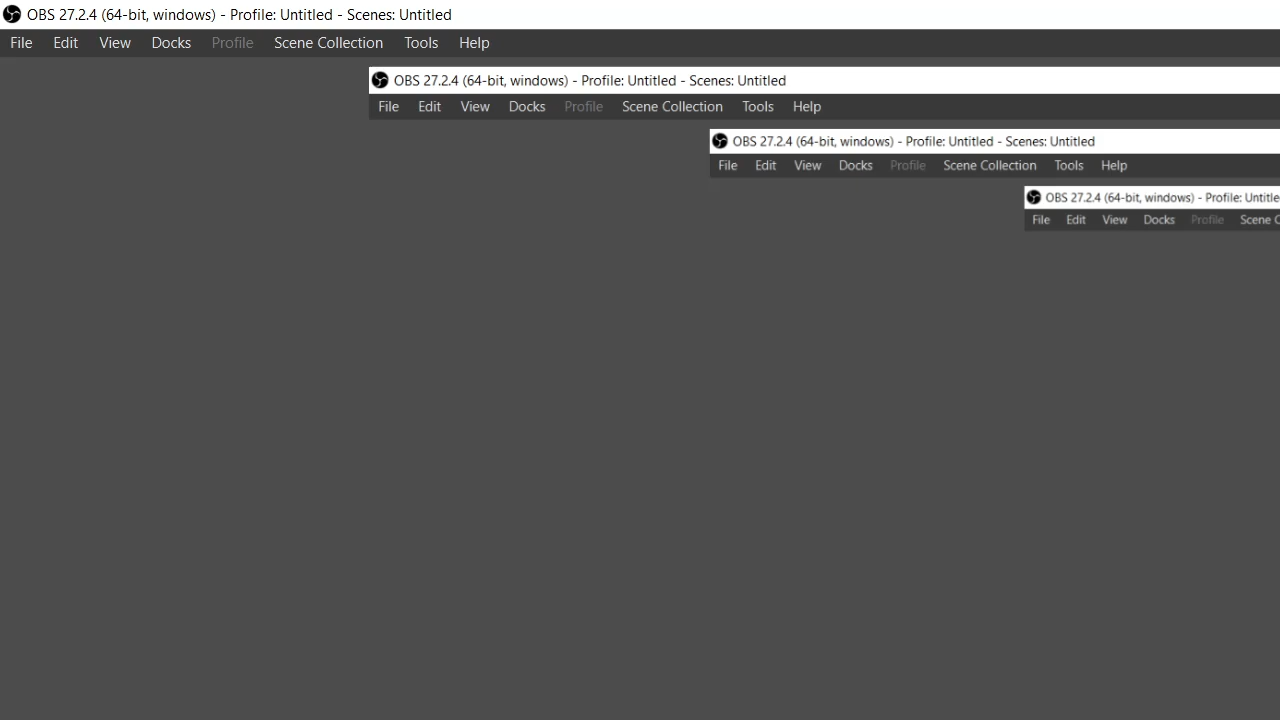 OBS 27.2.4 (64-bit, windows) - Profile: Untitled - Scenes: Untitled
File Edit View Docks Profile Scene Collection Tools Help
OBS 27.2.4 (64-bit, windows) - Profile: Untitled - Scenes: Untitled
File Edit View Docks Profile Scene Collection Tools Help
OBS 27.2.4 (64-bit, windows) - Profile: Untitled - Scenes: Untitled
File Edit View Docks Profile Scene Collection Tools Help
OBS 27.2.4 (64-bit, windows) - Profile: Untitle
File Edit View Docks Profile Scene C